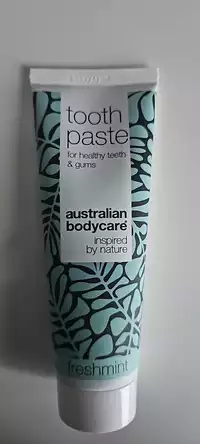 tooth
paste
for healthy teeth
& gums
australian
bodycare®
inspired
by nature
freshmint